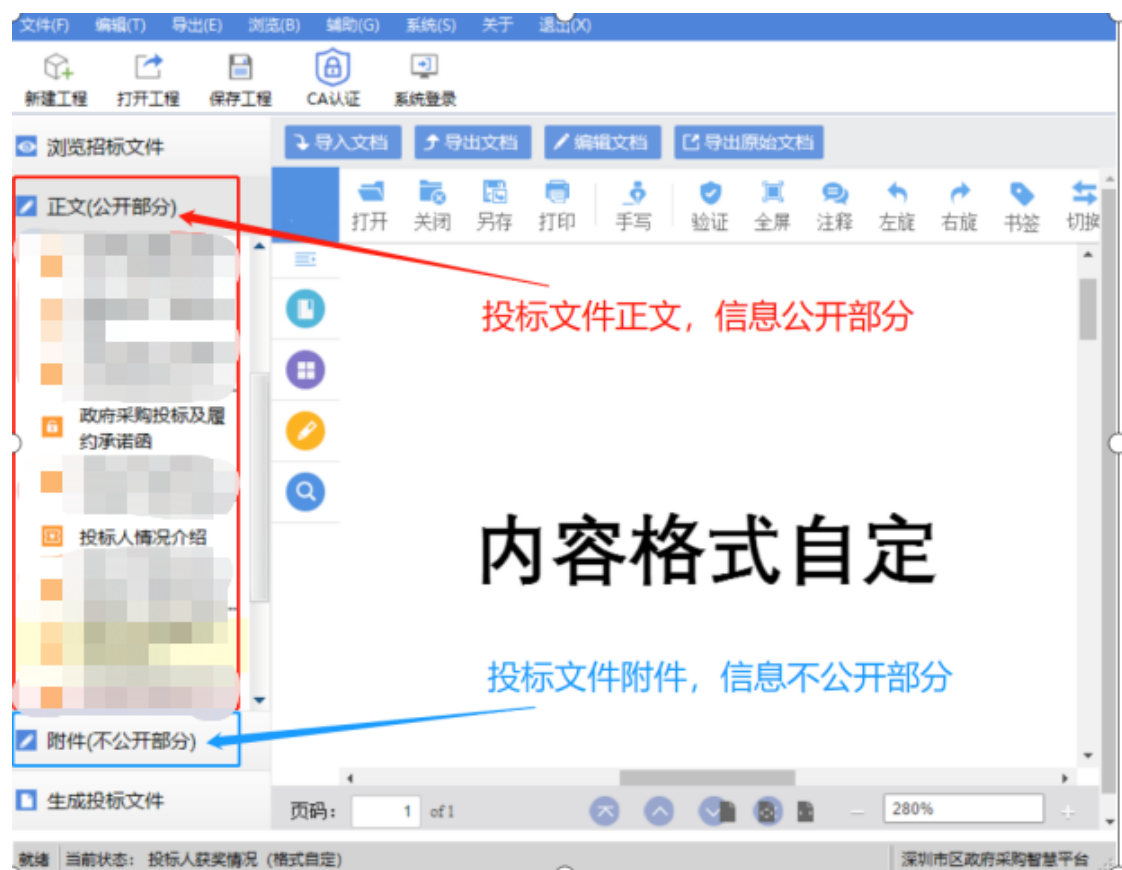 文件(F) 编辑(T) 导出(E) 浏览(B) 辅助(G) 系统(S) 关于 退出(X)
新建工程 打开工程 保存工程 CA认证 系统登录
浏览招标文件
导入文档 导出文档 编辑文档 导出原始文档
正文(公开部分)
打开 关闭 另存 打印 手写 验证 全屏 注释 左旋 右旋 书签 切换
投标文件正文，信息公开部分
政府采购投标及履
约承诺函
投标人情况介绍
内容格式自定
投标文件附件，信息不公开部分
附件(不公开部分)
生成投标文件
页码: 1 of 1 280%
就绪 当前状态: 投标人获奖情况 (格式自定) 深圳市区政府采购智慧平台